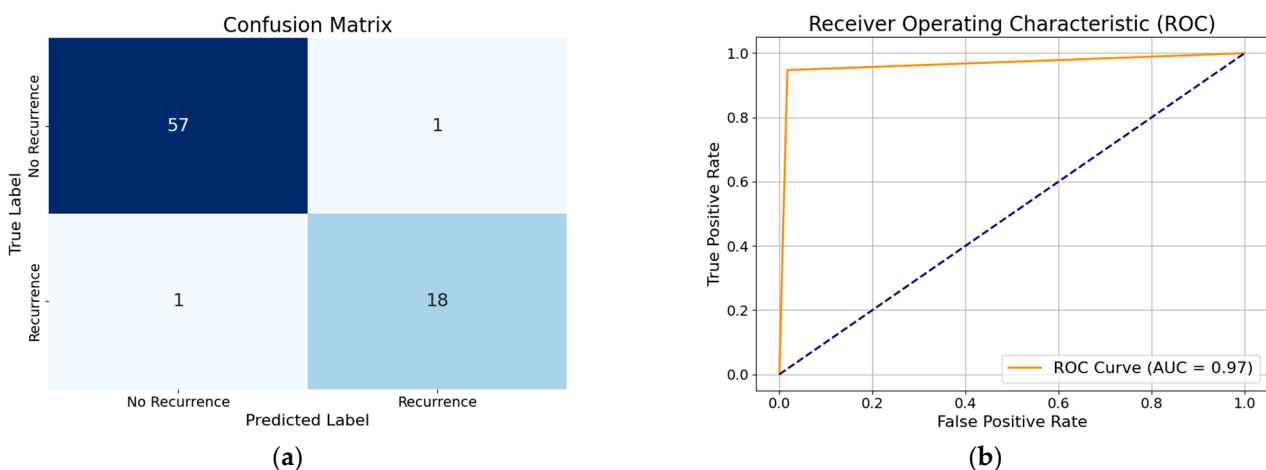 Confusion Matrix
True Label
No Recurrence
57
1
Recurrence
1
18
No Recurrence
Recurrence
Predicted Label
(a)
Receiver Operating Characteristic (ROC)
True Positive Rate
1.0
0.8
0.6
0.4
0.2
0.0
ROC Curve (AUC = 0.97)
0.0
0.2
0.4
0.6
0.8
1.0
False Positive Rate
(b)